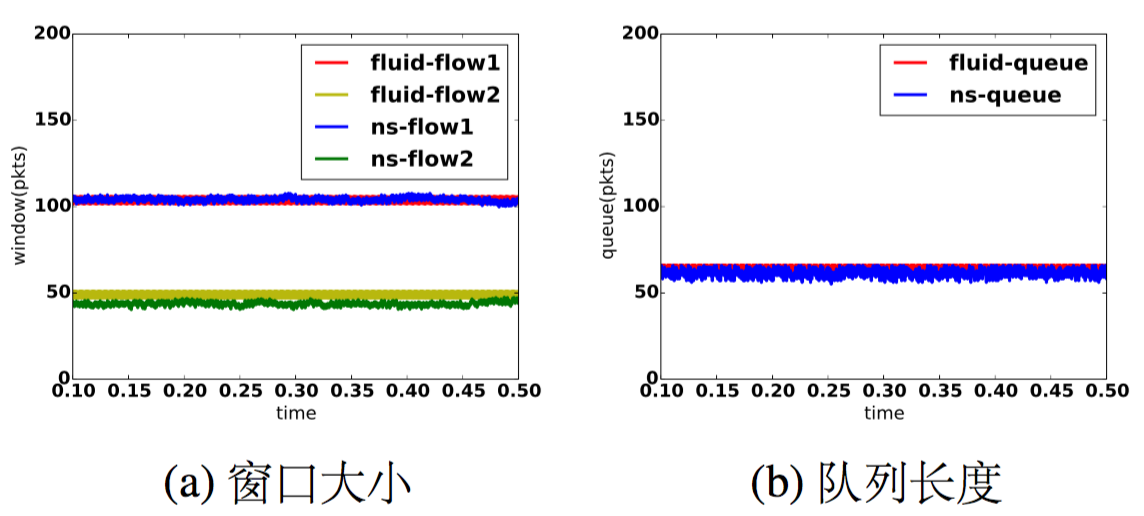 200
150
100
50
0
window(pkts)
fluid-flow1
fluid-flow2
ns-flow1
ns-flow2
0.10 0.15 0.20 0.25 0.30 0.35 0.40 0.45 0.50
time
(a) 窗口大小
200
150
100
50
0
queue(pkts)
fluid-queue
ns-queue
0.10 0.15 0.20 0.25 0.30 0.35 0.40 0.45 0.50
time
(b) 队列长度